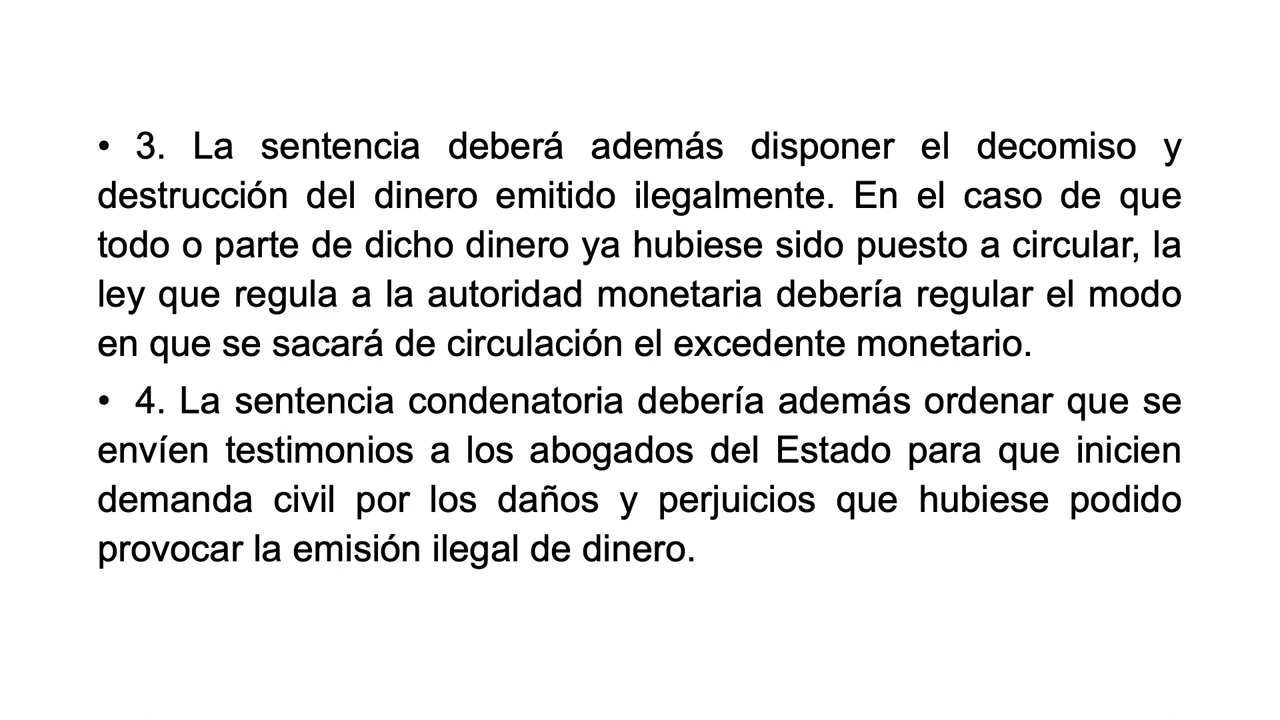 • 3. La sentencia deberá además disponer el decomiso y
destrucción del dinero emitido ilegalmente. En el caso de que
todo o parte de dicho dinero ya hubiese sido puesto a circular, la
ley que regula a la autoridad monetaria debería regular el modo
en que se sacará de circulación el excedente monetario.
• 4. La sentencia condenatoria debería además ordenar que se
envíen testimonios a los abogados del Estado para que inicien
demanda civil por los daños y perjuicios que hubiese podido
provocar la emisión ilegal de dinero.